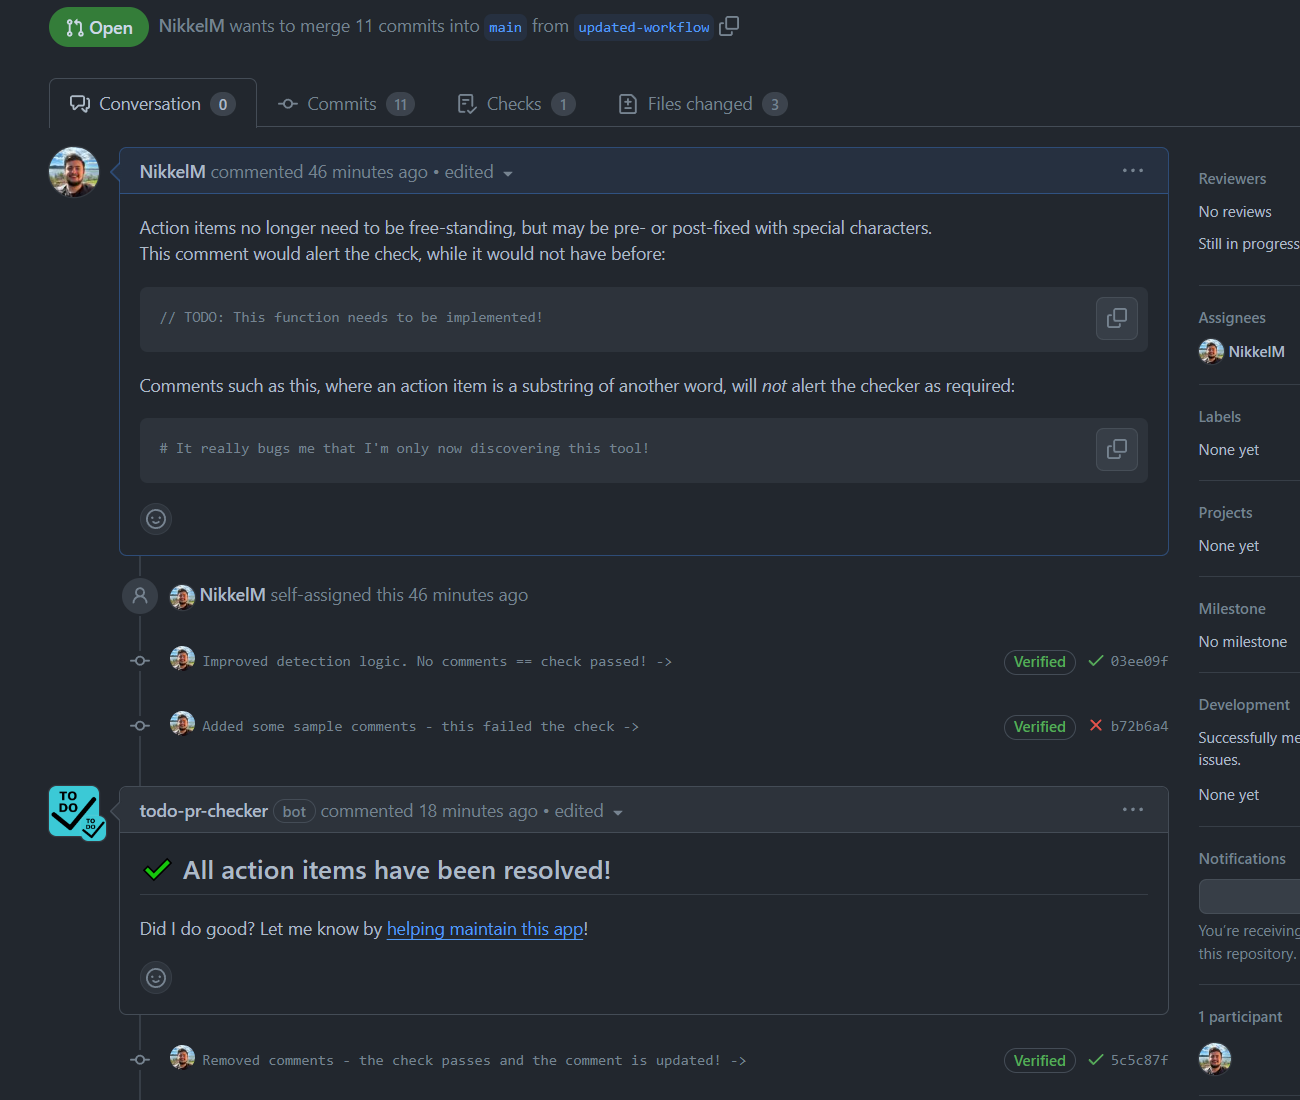 Open NikkelM wants to merge 11 commits into main from updated-workflow
Conversation 0 Commits 11 Checks 1 Files changed 3
NikkelM commented 46 minutes ago • edited
Action items no longer need to be free-standing, but may be pre- or post-fixed with special characters.
This comment would alert the check, while it would not have before:
// TODO: This function needs to be implemented!
Comments such as this, where an action item is a substring of another word, will not alert the checker as required:
# It really bugs me that I'm only now discovering this tool!
NikkelM self-assigned this 46 minutes ago
Improved detection logic. No comments == check passed! -> Verified 03ee09f
Added some sample comments - this failed the check -> Verified b72b6a4
TO
DO
TO
DO
todo-pr-checker bot commented 18 minutes ago • edited
All action items have been resolved!
Did I do good? Let me know by helping maintain this app!
Removed comments - the check passes and the comment is updated! -> Verified 5c5c87f
Reviewers
No reviews
Still in progress
Assignees
NikkelM
Labels
None yet
Projects
None yet
Milestone
No milestone
Development
Successfully me
issues.
None yet
Notifications
You're receiving
this repository.
1 participant